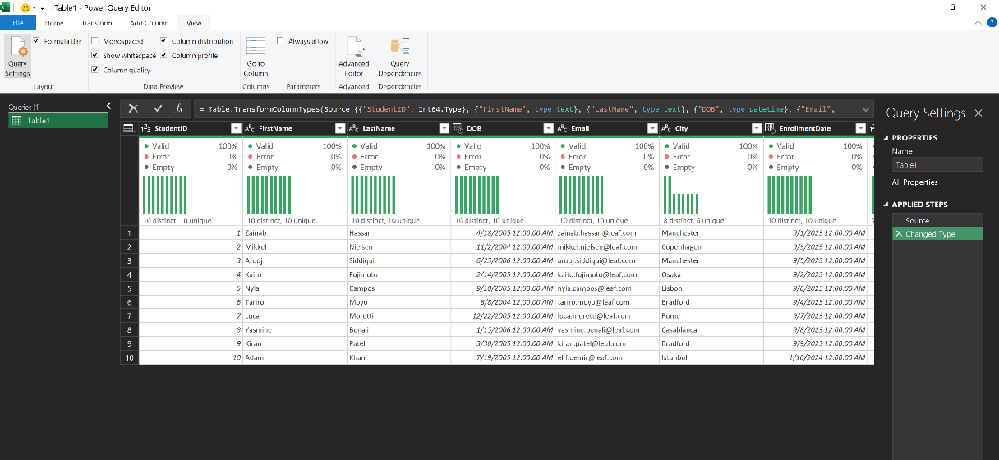 Table1 - Power Query Editor
File Home Transform Add Column View
Query Settings
Formula Bar
Layout
Monospaced
Show whitespace
Column quality
Column distribution
Column profile
Data Preview
Go to Column
Columns
Always allow
Parameters
Advanced Editor
Advanced
Query Dependencies
Dependencies
Queries [1]
Table1
fx = Table.TransformColumnTypes(Source,{{"StudentID", Int64.Type}, {"FirstName", type text}, {"LastName", type text}, {"DOB", type datetime}, {"Email",
StudentID FirstName LastName DOB Email City EnrollmentDate
Valid 100% Valid 100% Valid 100% Valid 100% Valid 100% Valid 100% Valid 100%
Error 0% Error 0% Error 0% Error 0% Error 0% Error 0% Error 0%
Empty 0% Empty 0% Empty 0% Empty 0% Empty 0% Empty 0% Empty 0%
10 distinct, 10 unique 10 distinct, 10 unique 10 distinct, 10 unique 10 distinct, 10 unique 10 distinct, 10 unique 8 distinct, 6 unique 10 distinct, 10 unique
1 1 Zainab Hassan 4/18/2005 12:00:00 AM zainab.hassan@leaf.com Manchester 9/1/2023 12:00:00 AM
2 2 Mikkel Nielsen 11/2/2004 12:00:00 AM mikkel.nielsen@leaf.com Copenhagen 9/3/2023 12:00:00 AM
3 3 Arooj Siddiqui 6/25/2006 12:00:00 AM arooj.siddiqui@leaf.com Manchester 9/5/2023 12:00:00 AM
4 4 Kaito Fujimoto 2/14/2005 12:00:00 AM kaito.fujimoto@leaf.com Osaka 9/2/2023 12:00:00 AM
5 5 Nyla Campos 9/10/2005 12:00:00 AM nyla.campos@leaf.com Lisbon 9/6/2023 12:00:00 AM
6 6 Tariro Moyo 8/8/2004 12:00:00 AM tariro.moyo@leaf.com Bradford 9/4/2023 12:00:00 AM
7 7 Luca Moretti 12/22/2005 12:00:00 AM luca.moretti@leaf.com Rome 9/7/2023 12:00:00 AM
8 8 Yasmine Benali 1/15/2006 12:00:00 AM yasmine.benali@leaf.com Casablanca 9/8/2023 12:00:00 AM
9 9 Kiran Patel 3/30/2005 12:00:00 AM kiran.patel@leaf.com Bradford 9/9/2023 12:00:00 AM
10 10 Adam Khan 7/19/2005 12:00:00 AM elif.demir@leaf.com Istanbul 1/10/2024 12:00:00 AM
Query Settings
PROPERTIES
Name
Table1
All Properties
APPLIED STEPS
Source
Changed Type